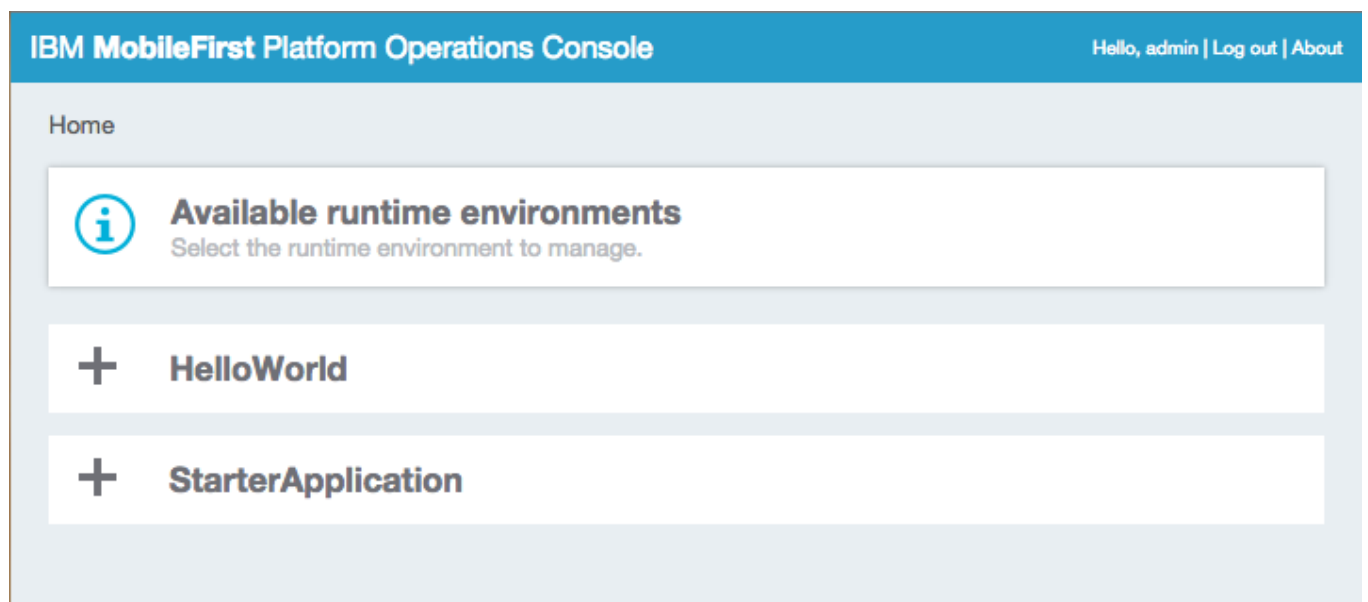 IBM MobileFirst Platform Operations Console
Hello, admin | Log out | About
Home
Available runtime environments
Select the runtime environment to manage.
HelloWorld
StarterApplication